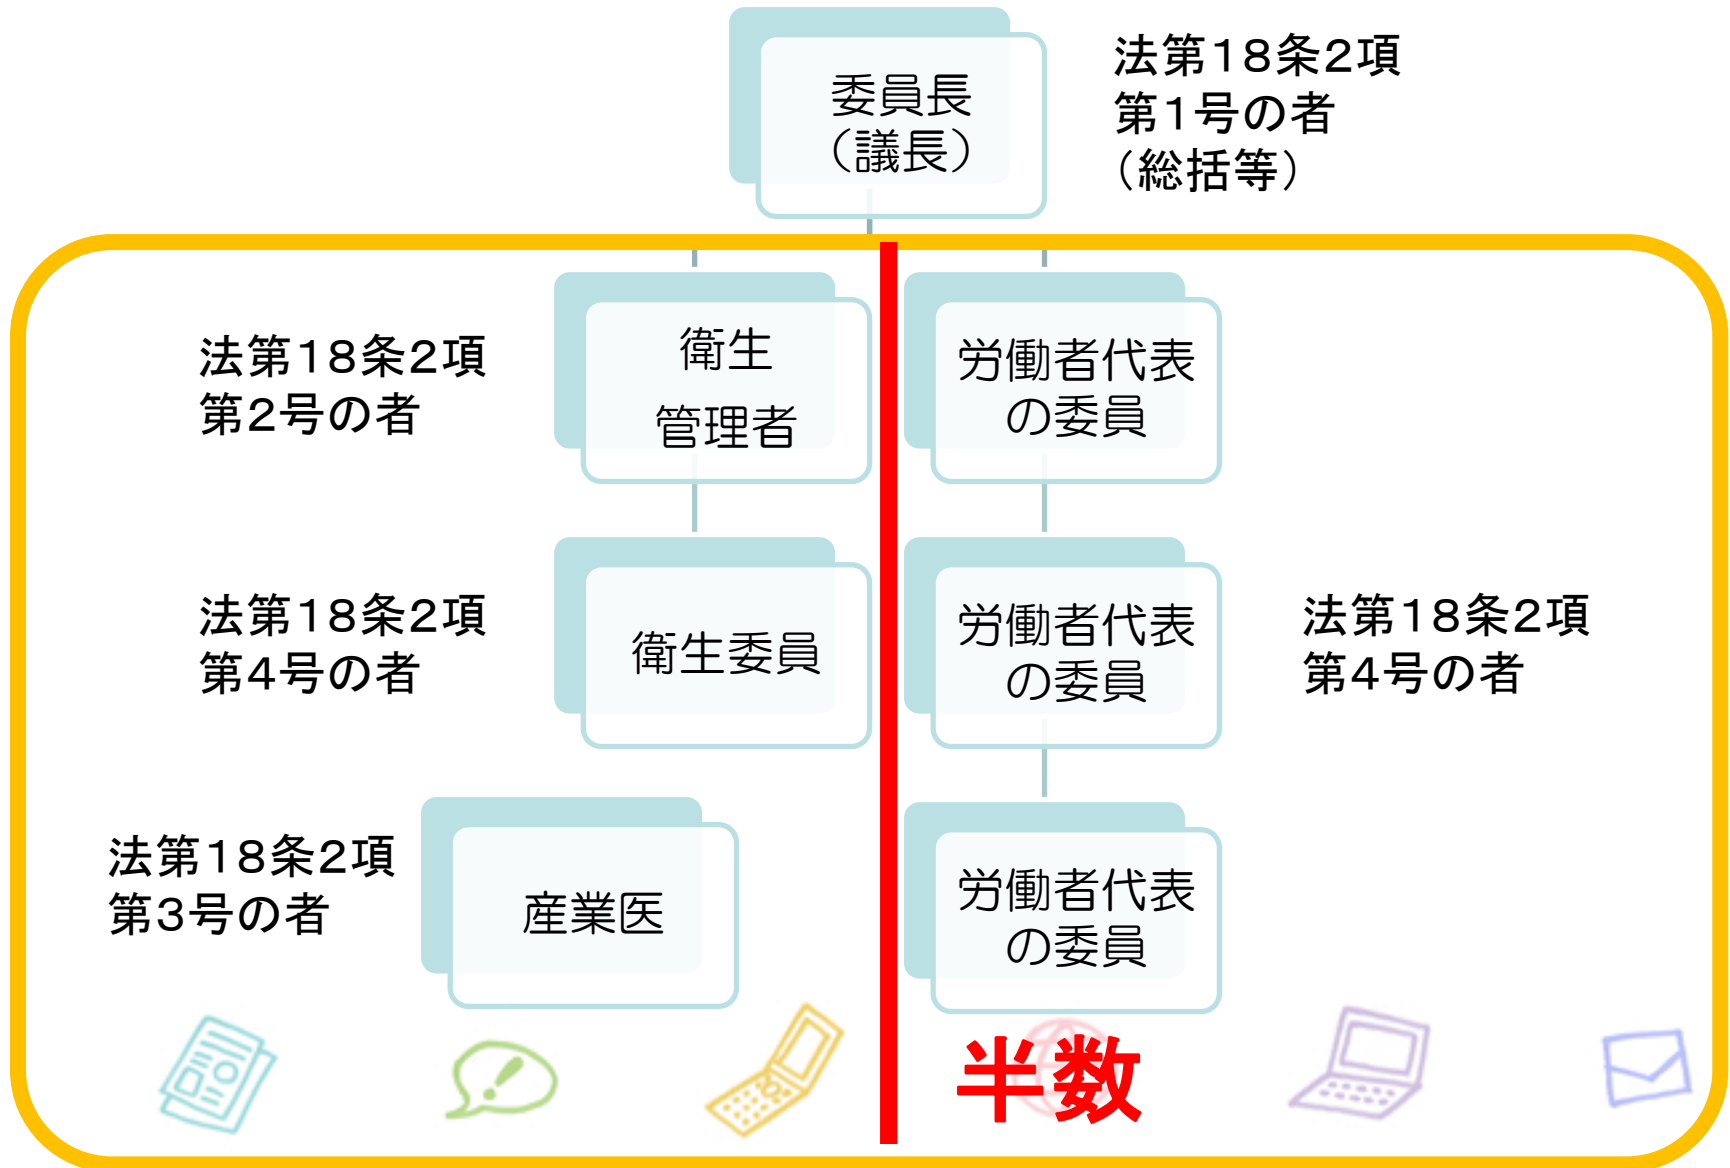 委員長
（議長）
法第１８条２項
第１号の者
（総括等）
法第１８条２項
第２号の者
衛生
管理者
労働者代表
の委員
法第１８条２項
第４号の者
衛生委員
労働者代表
の委員
法第１８条２項
第４号の者
法第１８条２項
第３号の者
産業医
労働者代表
の委員
半数